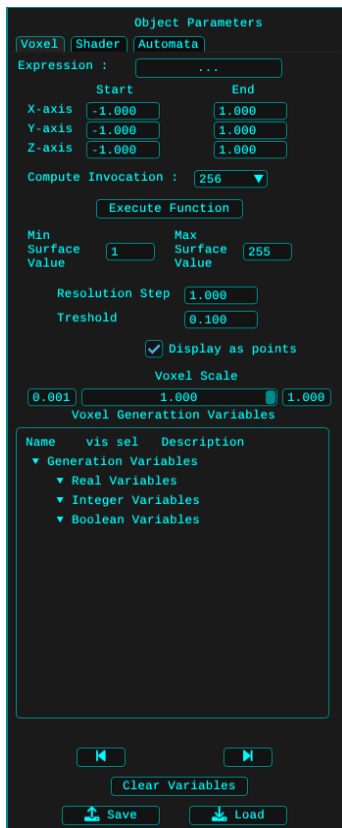 Object Parameters
Voxel Shader Automata
Expression : ...
Start End
X-axis -1.000 1.000
Y-axis -1.000 1.000
Z-axis -1.000 1.000
Compute Invocation : 256
Execute Function
Min Surface Value 1 Max Surface Value 255
Resolution Step 1.000
Treshold 0.100
Display as points
Voxel Scale
0.001 1.000 1.000
Voxel Generattion Variables
Name vis sel Description
Generation Variables
Real Variables
Integer Variables
Boolean Variables
Clear Variables
Save Load